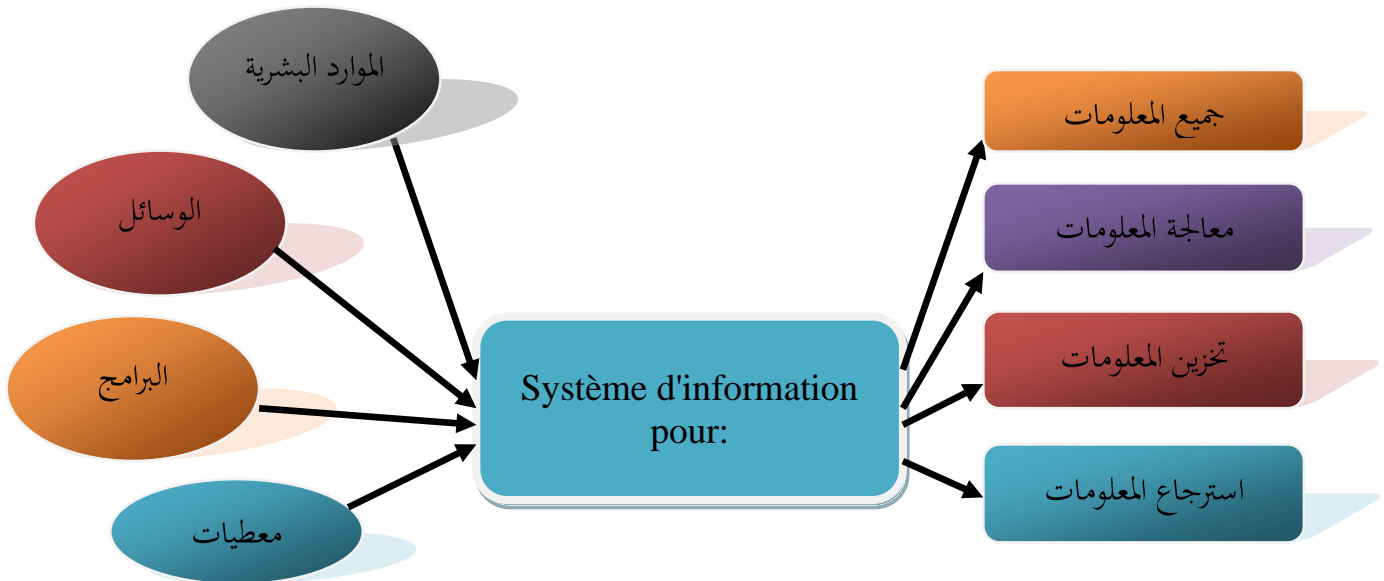 الموارد البشرية
الوسائل
البرامج
معطيات
Système d'information
pour:
جميع المعلومات
معالجة المعلومات
تخزين المعلومات
استرجاع المعلومات